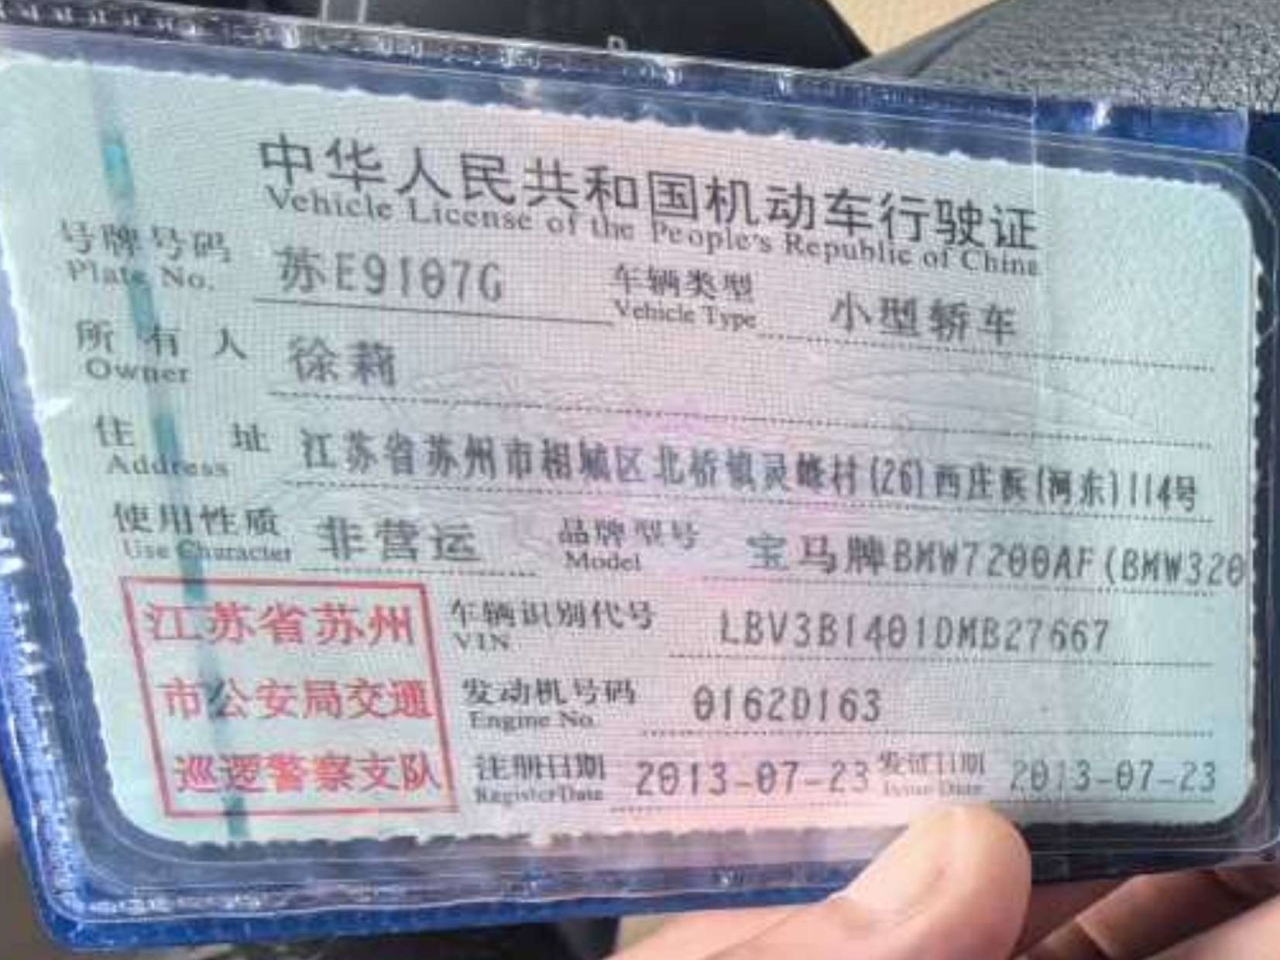 中华人民共和国机动车行驶证
Vehicle License of the People's Republic of China
号牌号码 苏E9107G 车辆类型 小型轿车
Plate No. Vehicle Type
所有人 徐莉
Owner
住址 江苏省苏州市相城区北桥镇灵峰村(26)西庄浜(河东)114号
Address
使用性质 非营运 品牌型号 宝马牌BMW7200AF(BMW320
Use Character Model
江苏省苏州 车辆识别代号 LBV3B1401DMB27667
VIN
市公安局交通 发动机号码 0162D163
Engine No.
巡逻警察支队 注册日期 2013-07-23 发证日期 2013-07-23
Register Date Issue Date